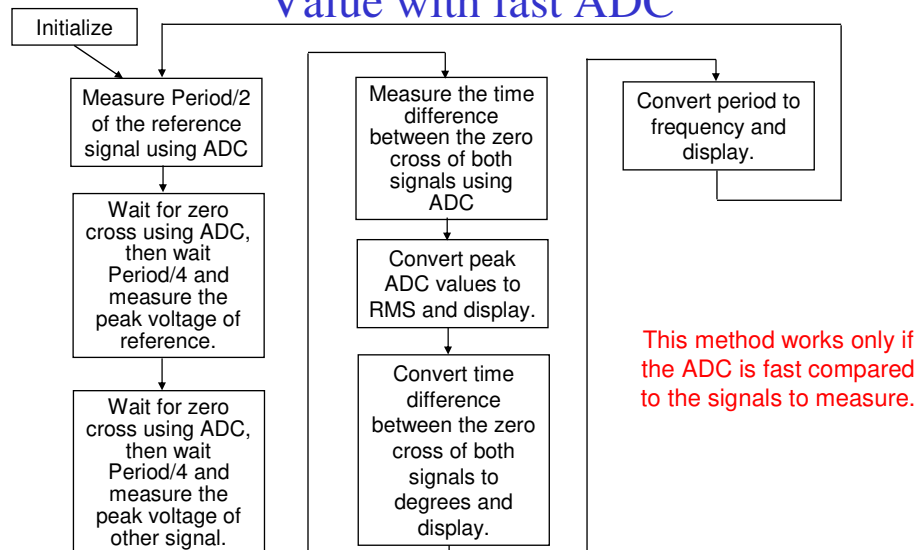 Value with fast ADC
Initialize
Measure Period/2
of the reference
signal using ADC
Wait for zero
cross using ADC,
then wait
Period/4 and
measure the
peak voltage of
reference.
Wait for zero
cross using ADC,
then wait
Period/4 and
measure the
peak voltage of
other signal.
Measure the time
difference
between the zero
cross of both
signals using
ADC
Convert peak
ADC values to
RMS and display.
Convert time
difference
between the zero
cross of both
signals to
degrees and
display.
Convert period to
frequency and
display.
This method works only if
the ADC is fast compared
to the signals to measure.